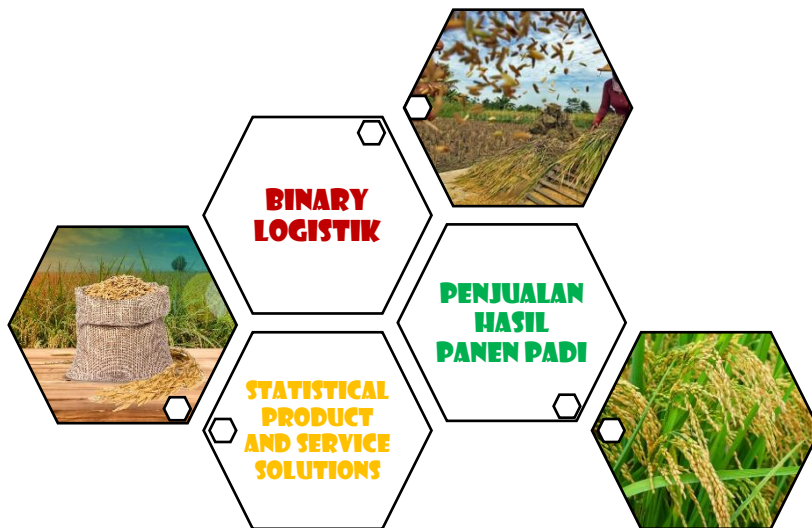 BINARY
LOGISTIK
PENJUALAN
HASIL
PANEN PADI
STATISTICAL
PRODUCT
AND SERVICE
SOLUTIONS